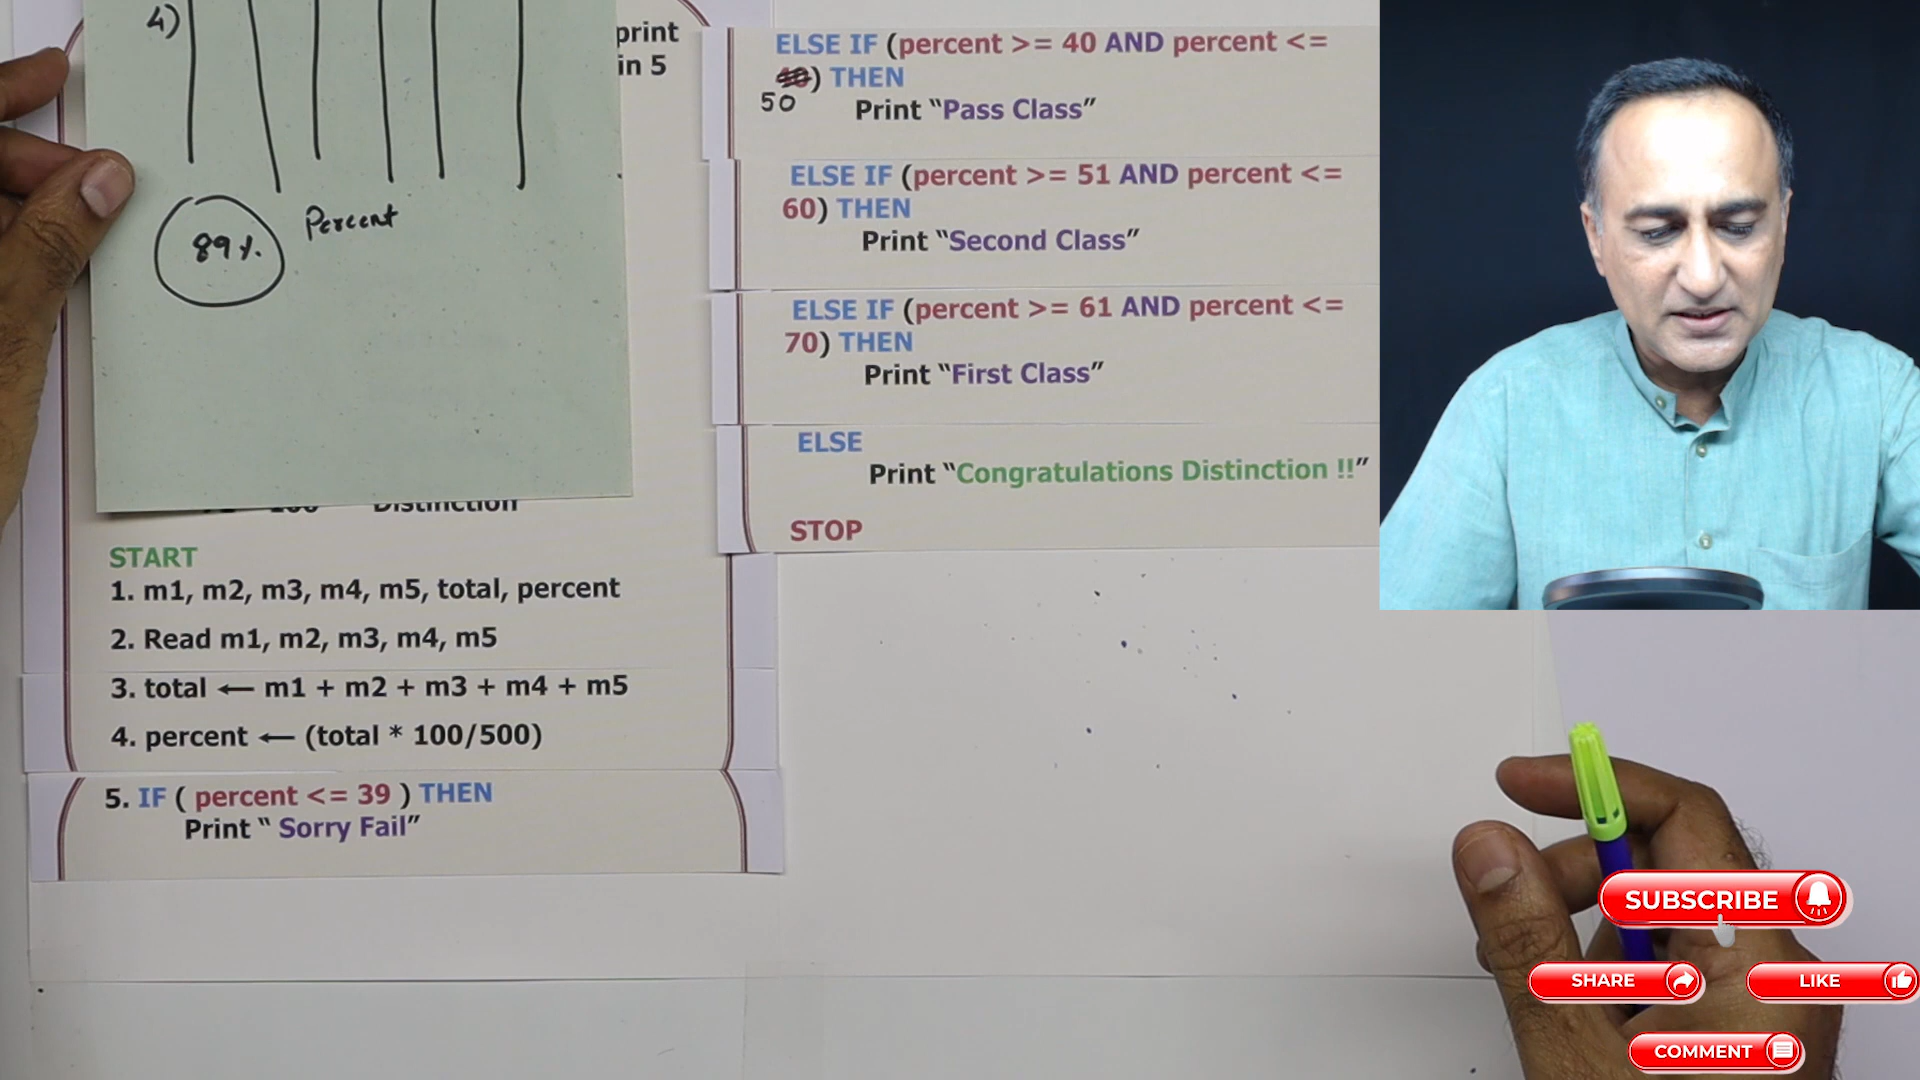 4)
89%
Percent
print
in 5
Distinction
START
1. m1, m2, m3, m4, m5, total, percent
2. Read m1, m2, m3, m4, m5
3. total ← m1 + m2 + m3 + m4 + m5
4. percent ← (total * 100/500)
5. IF ( percent <= 39 ) THEN
Print “ Sorry Fail”
ELSE IF (percent >= 40 AND percent <=
) THEN
50
Print “Pass Class”
ELSE IF (percent >= 51 AND percent <=
60) THEN
Print “Second Class”
ELSE IF (percent >= 61 AND percent <=
70) THEN
Print “First Class”
ELSE
Print “Congratulations Distinction !!”
STOP
SUBSCRIBE
SHARE
LIKE
COMMENT